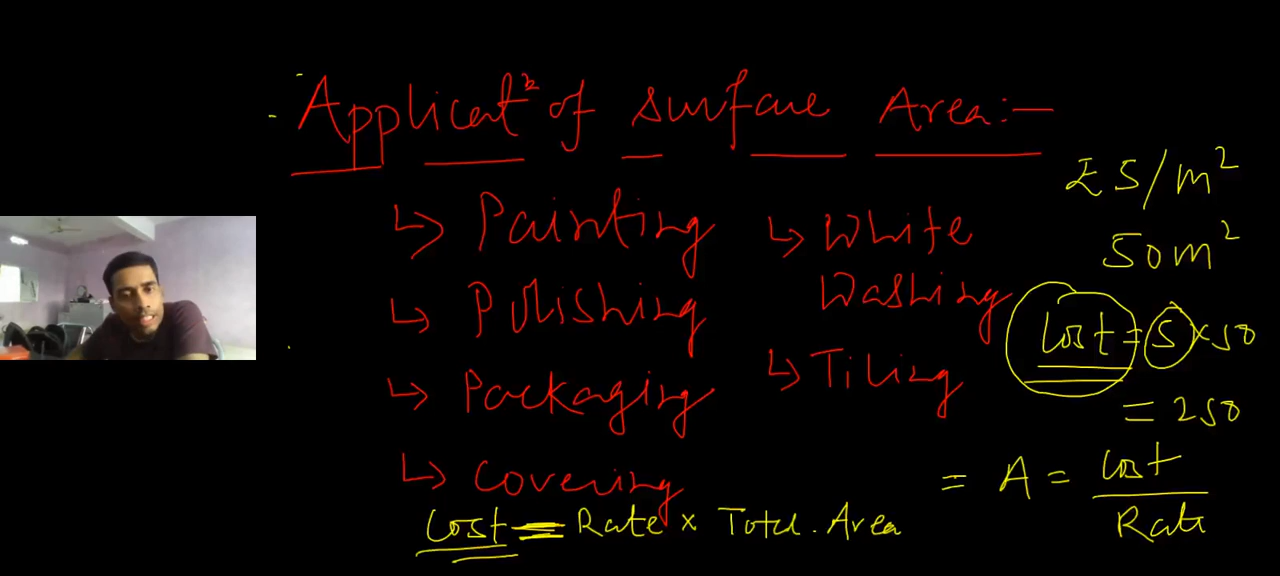 Applicatn of surface Area:-
↳ Painting
↳ Polishing
↳ Packaging
↳ Covering
↳ White
Washing
↳ Tiling
₹5/m²
50m²
Cost = 5 × 50
= 250
Cost = Rate × Total. Area
= A = Cost
Rate